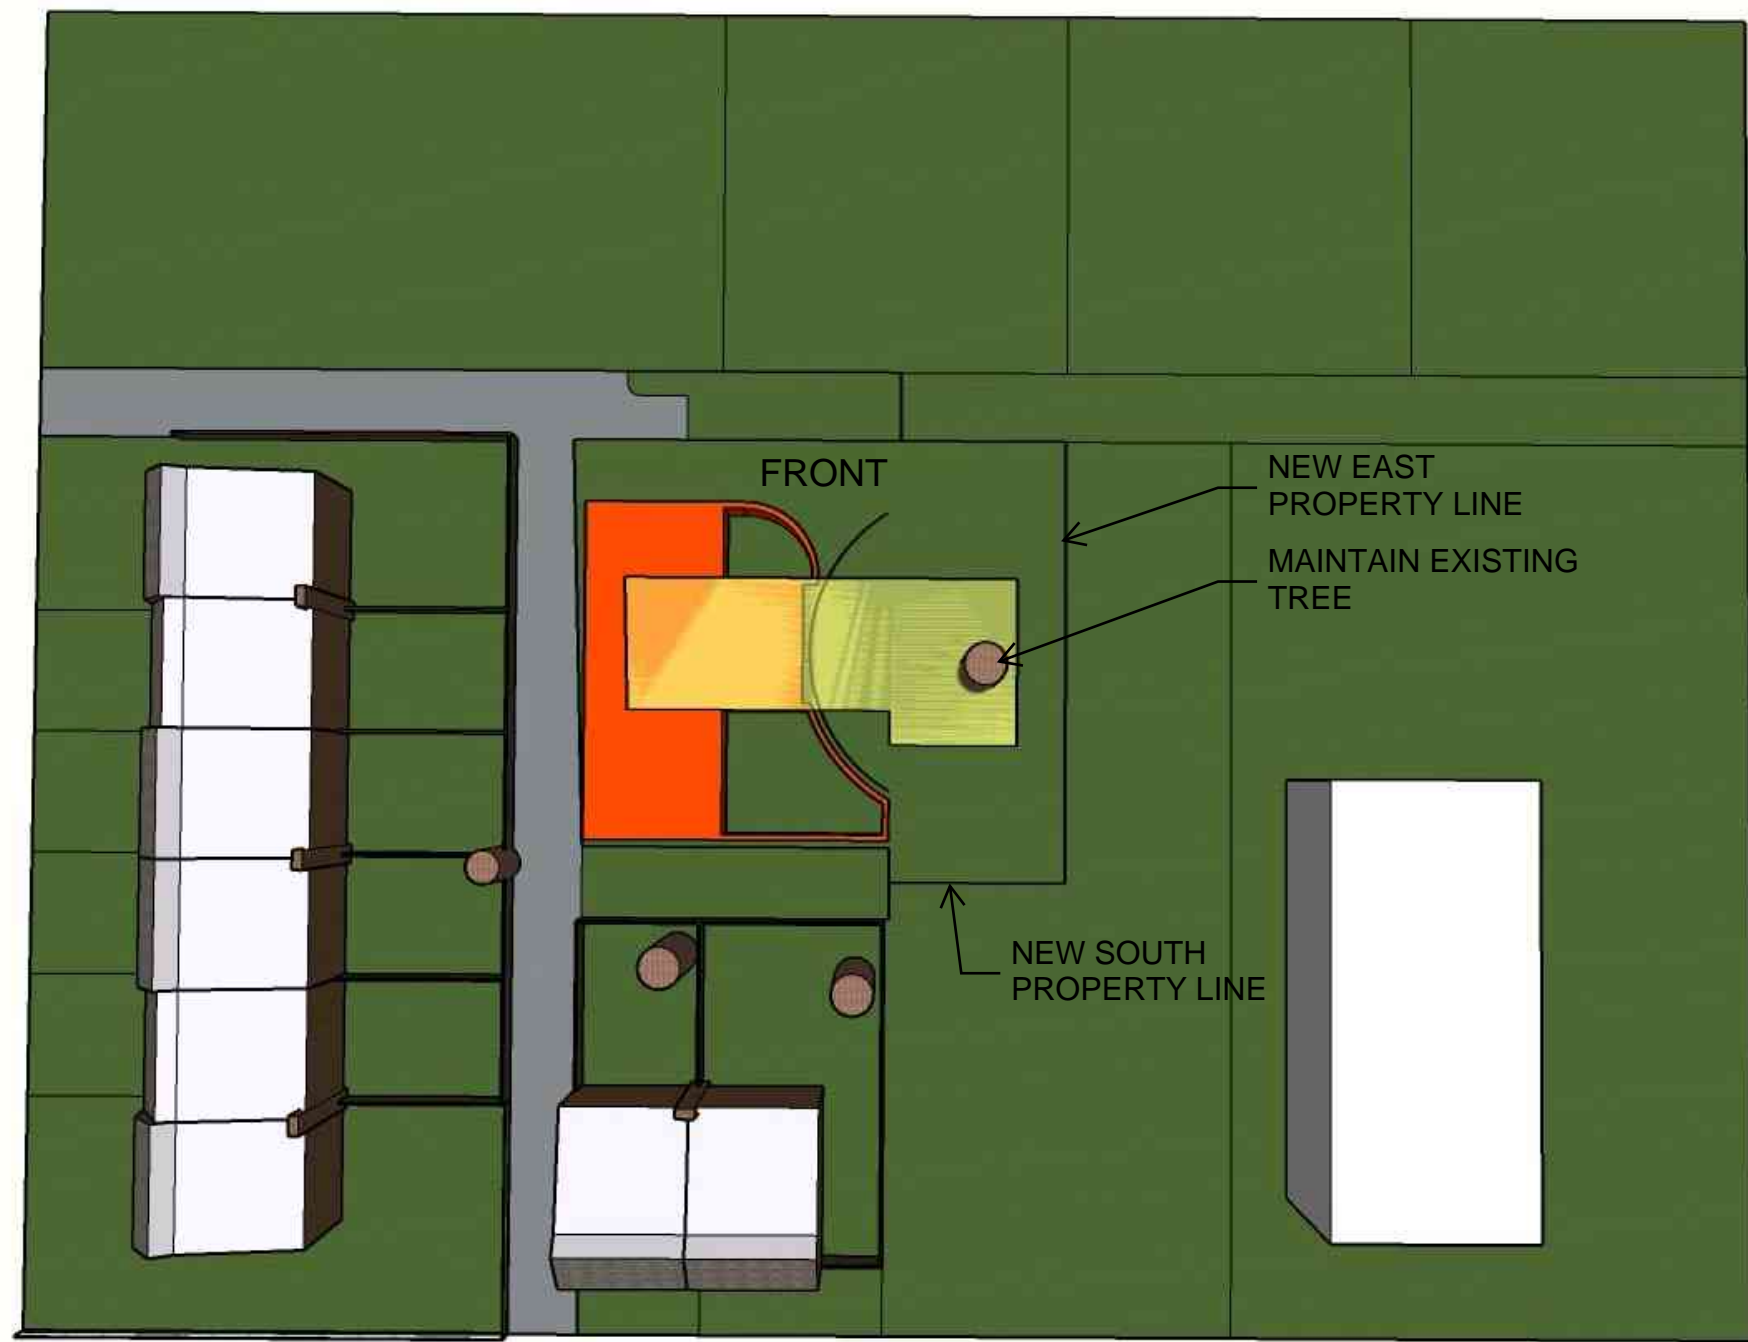 FRONT
NEW EAST
PROPERTY LINE
MAINTAIN EXISTING
TREE
NEW SOUTH
PROPERTY LINE